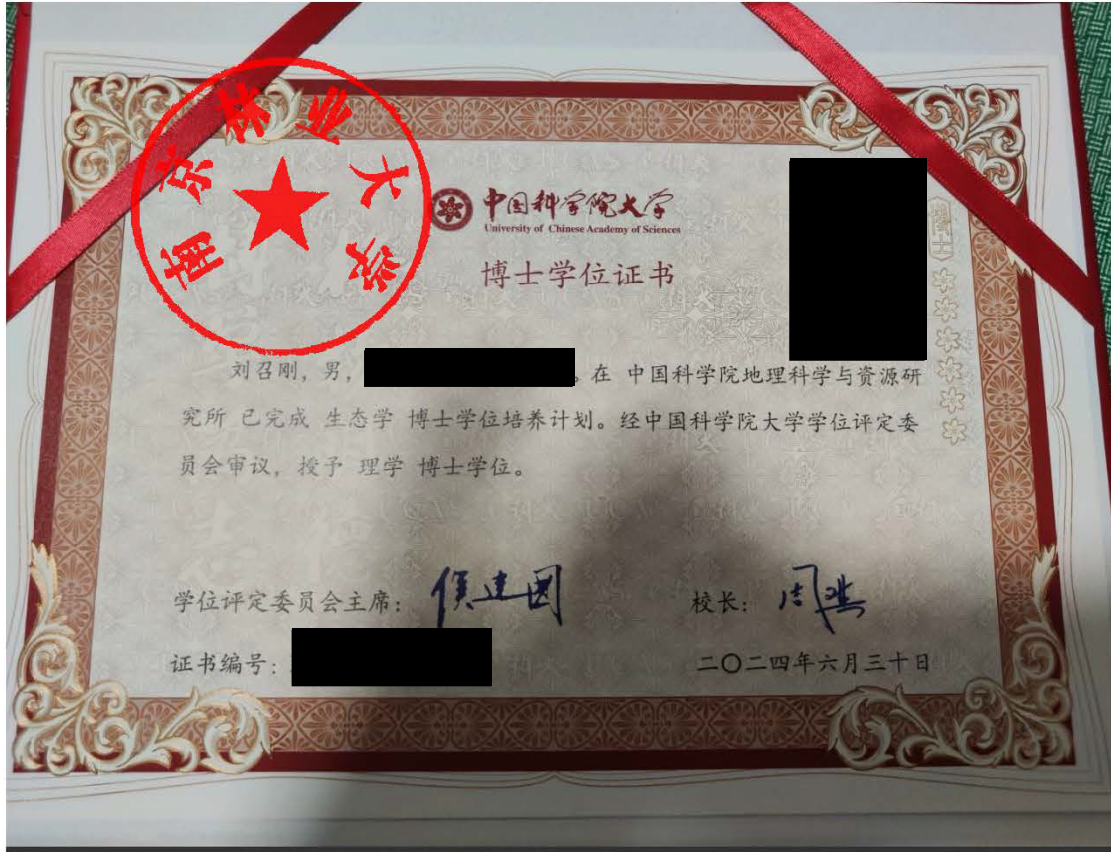 南京林业大学
中国科学院大学
University of Chinese Academy of Sciences
博士学位证书
博士
刘召刚，男，
。在 中国科学院地理科学与资源研
究所 已完成 生态学 博士学位培养计划。经中国科学院大学学位评定委
员会审议，授予 理学 博士学位。
学位评定委员会主席：侯建国
校长：周琪
证书编号：
二〇二四年六月三十日